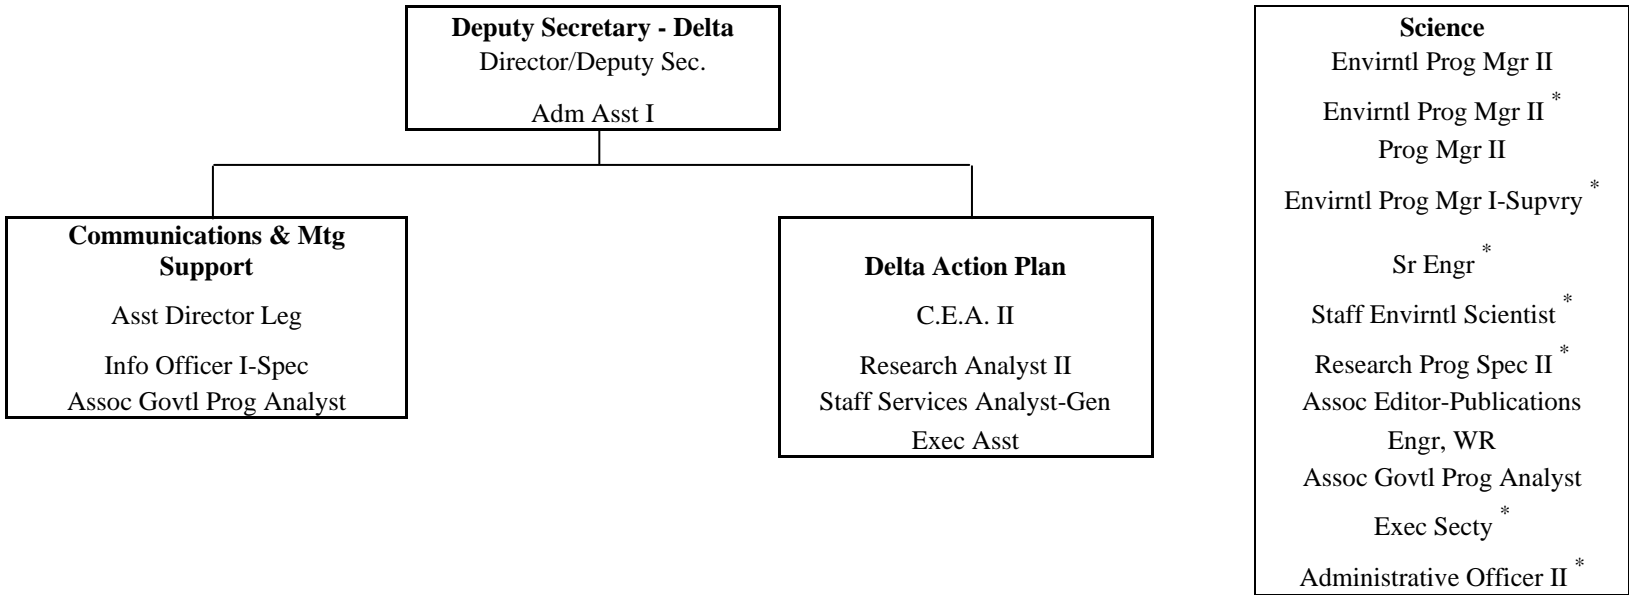 Deputy Secretary - Delta
Director/Deputy Sec.
Adm Asst I
Communications & Mtg
Support
Asst Director Leg
Info Officer I-Spec
Assoc Govtl Prog Analyst
Delta Action Plan
C.E.A. II
Research Analyst II
Staff Services Analyst-Gen
Exec Asst
Science
Envirntl Prog Mgr II
Envirntl Prog Mgr II *
Prog Mgr II
Envirntl Prog Mgr I-Supvry *
Sr Engr *
Staff Envirntl Scientist *
Research Prog Spec II *
Assoc Editor-Publications
Engr, WR
Assoc Govtl Prog Analyst
Exec Secty *
Administrative Officer II *